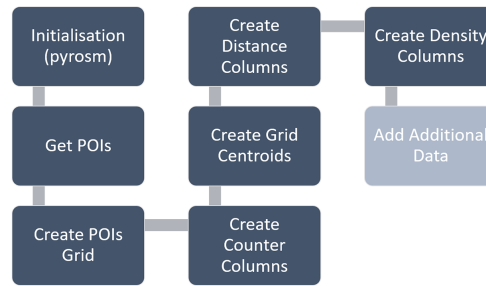 Initialisation
(pyrosm)
Get POIs
Create POIs
Grid
Create
Counter
Columns
Create Grid
Centroids
Create
Distance
Columns
Create Density
Columns
Add Additional
Data